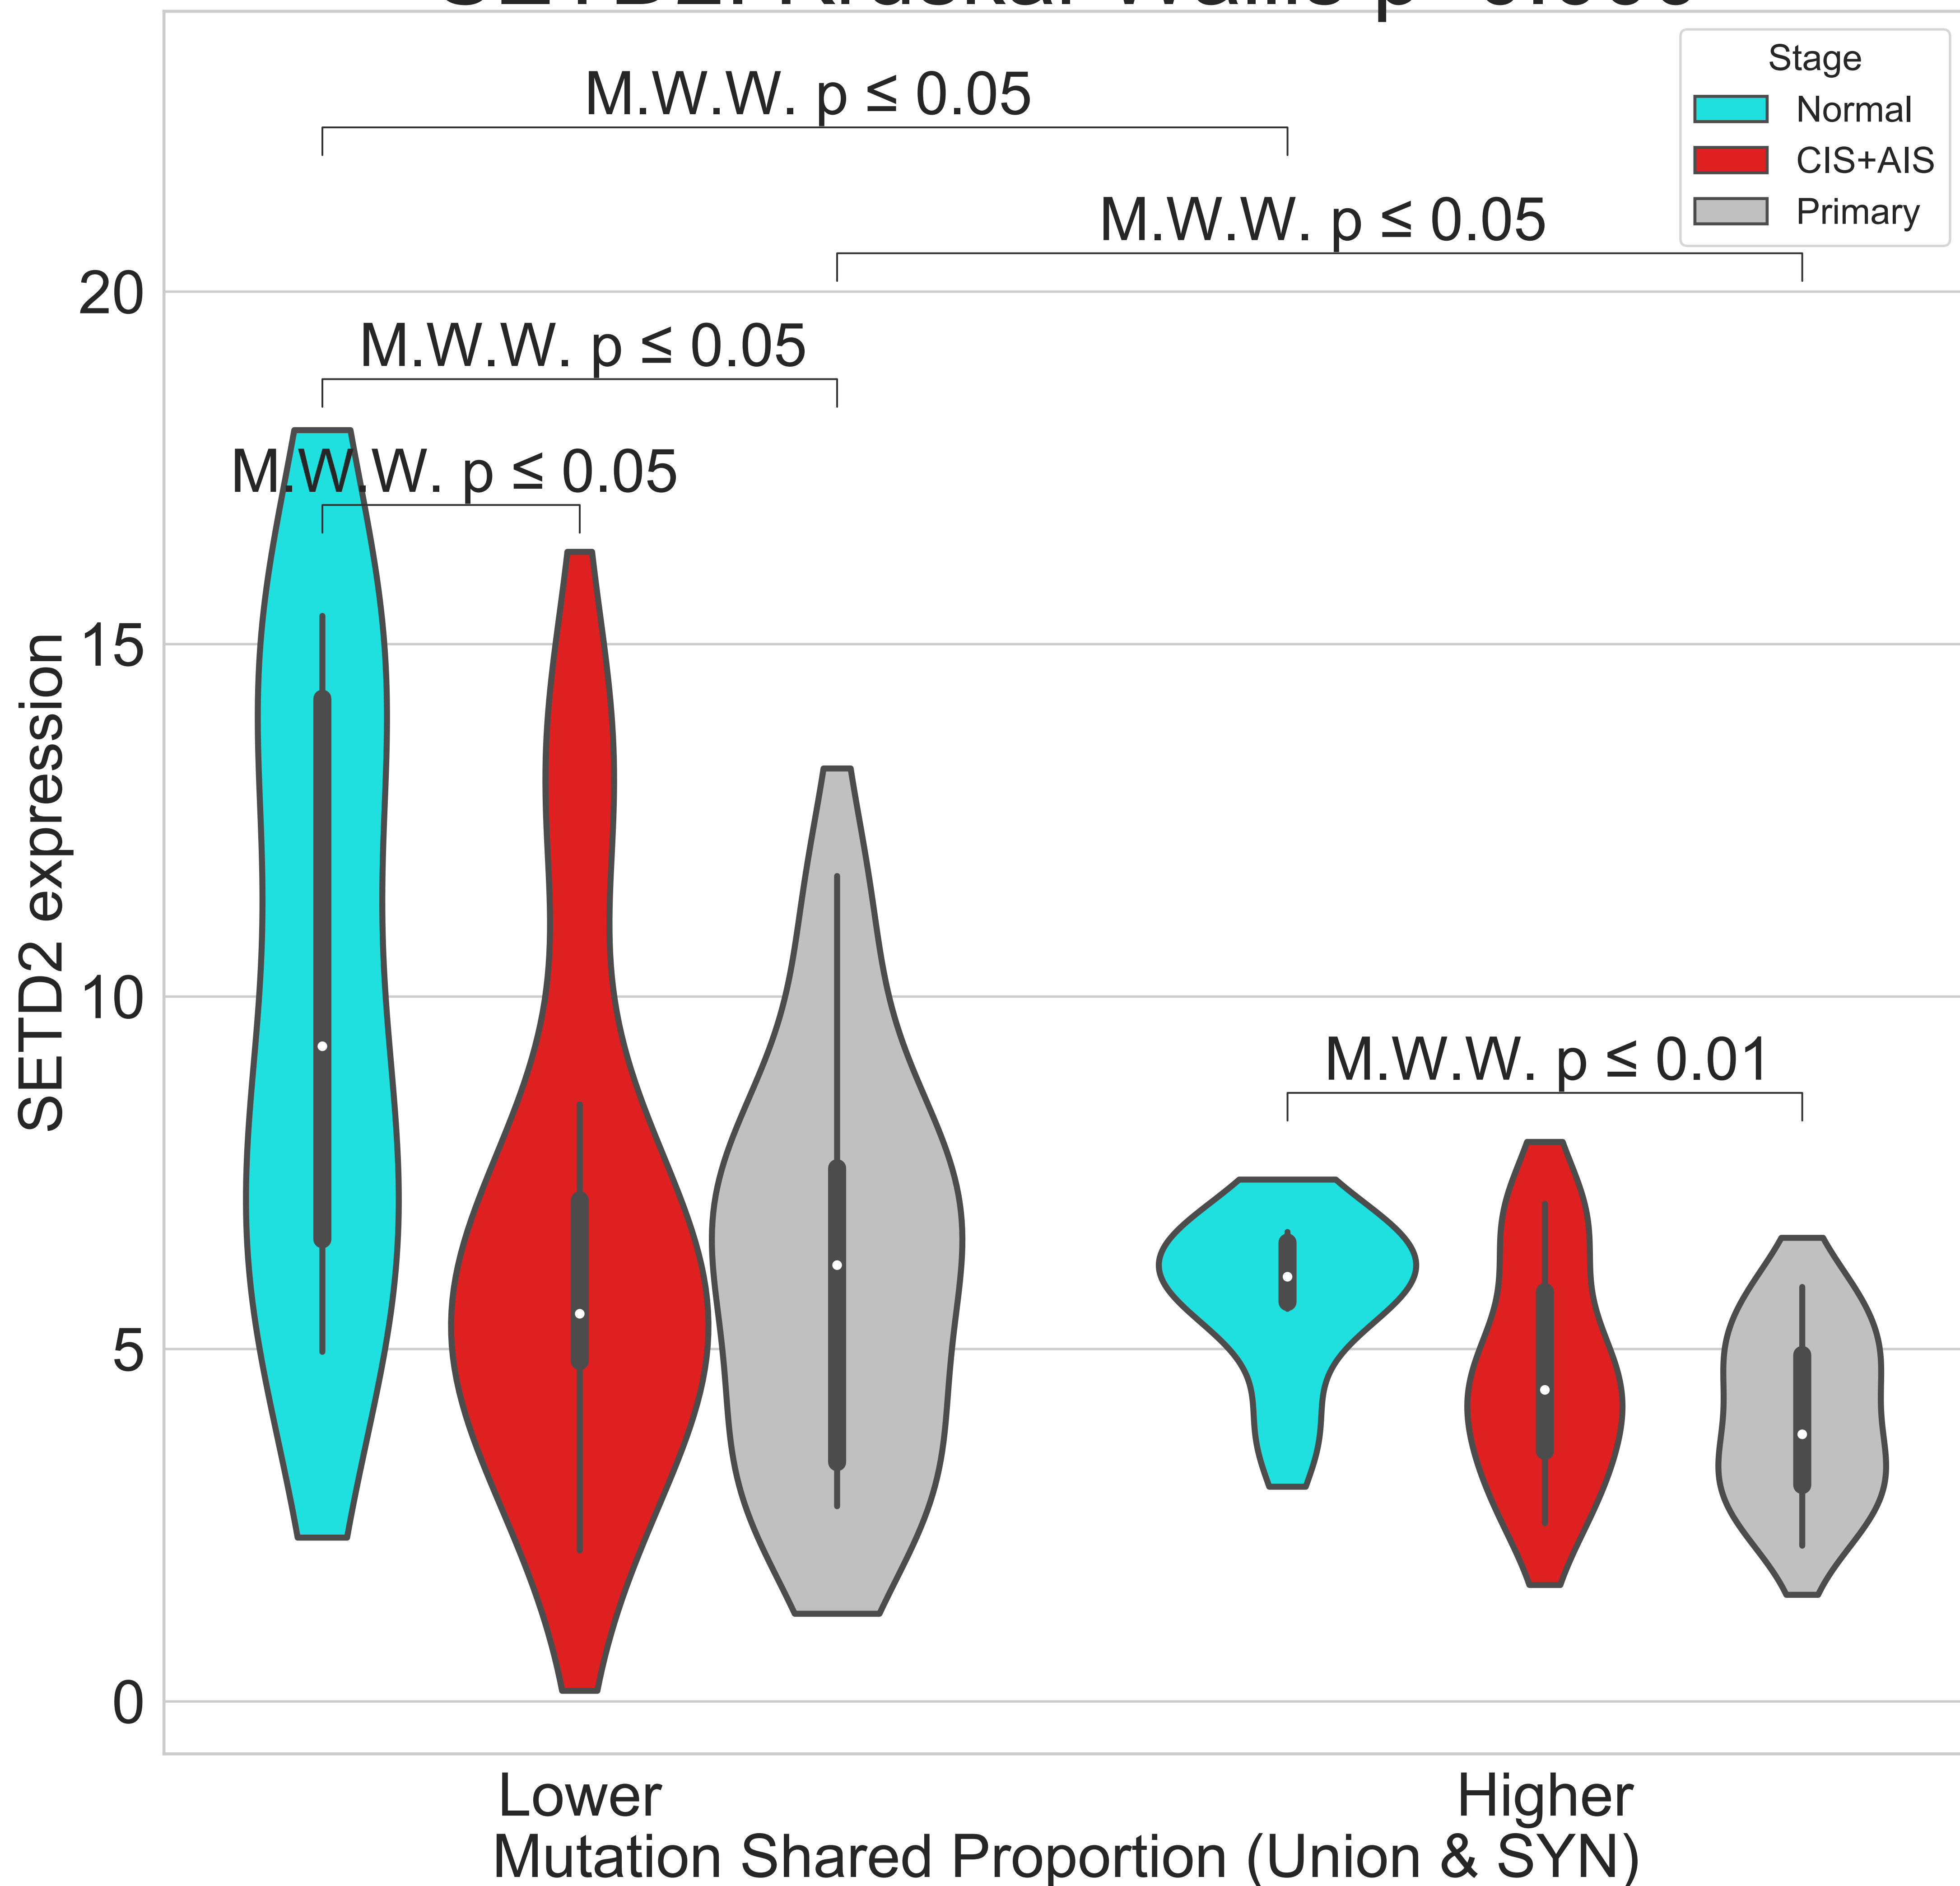 Stage
Normal
CIS+AIS
Primary
M.W.W. p ≤ 0.05
M.W.W. p ≤ 0.05
M.W.W. p ≤ 0.05
M.W.W. p ≤ 0.05
M.W.W. p ≤ 0.01
20
15
10
5
0
SETD2 expression
Lower
Higher
Mutation Shared Proportion (Union & SYN)